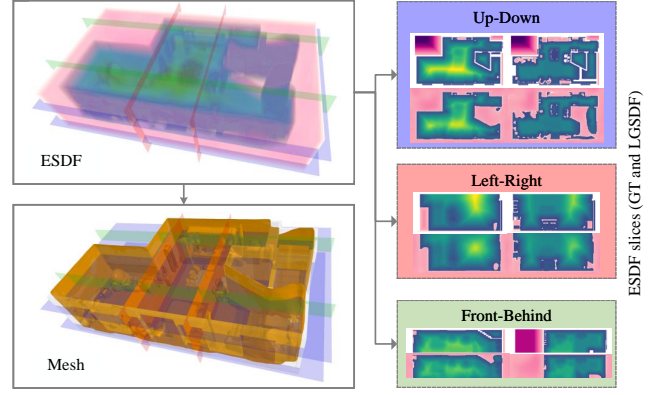 ESDF
Mesh
Up-Down
Left-Right
Front-Behind
ESDF slices (GT and LGSDF)